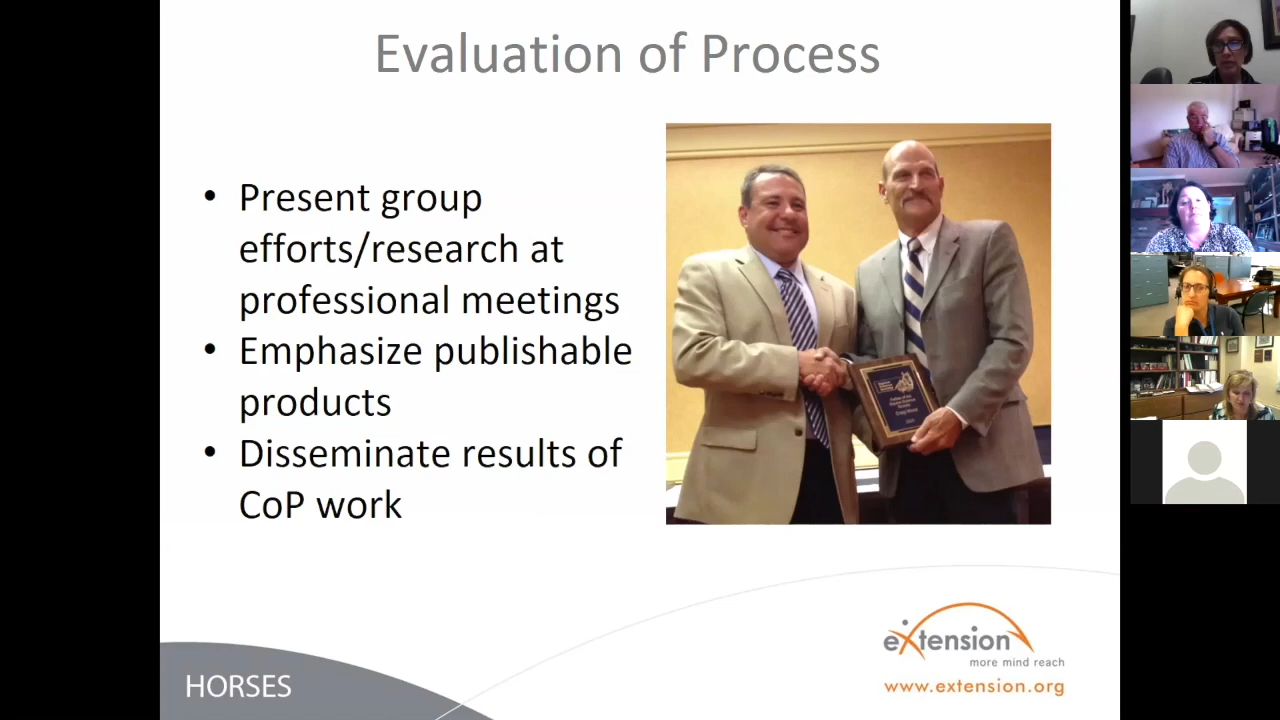 Evaluation of Process
• Present group
efforts/research at
professional meetings
• Emphasize publishable
products
• Disseminate results of
CoP work
eXtension
more mind reach
www.extension.org
HORSES